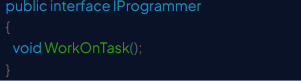 public interface IProgrammer
{
  void WorkOnTask();
}